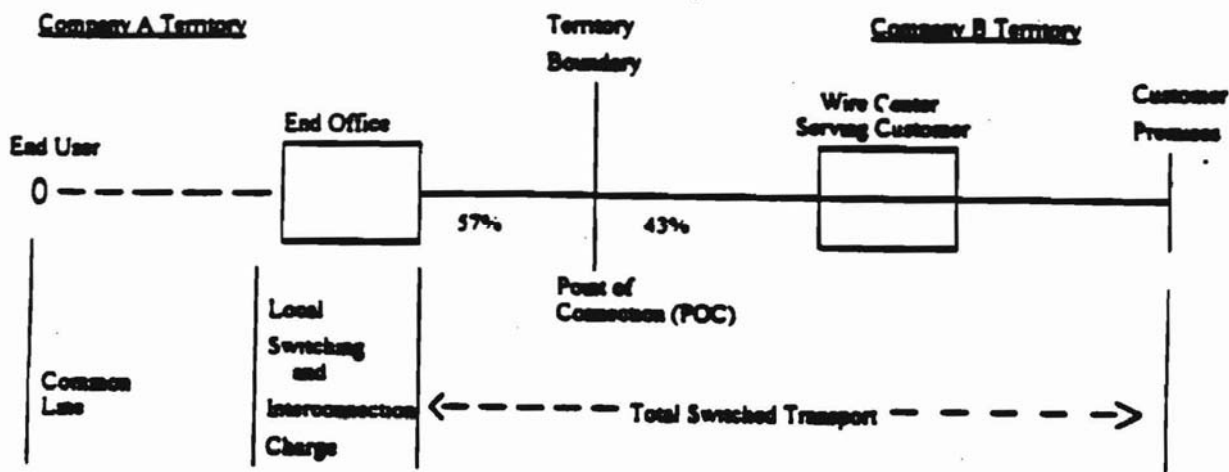 Company A Territory
Territory
Boundary
Company B Territory
End User
End Office
Wire Center
Serving Customer
Customer
Premises
0
57%
43%
Point of
Connection (POC)
Common
Line
Local
Switching
and
Interconnection
Charge
Total Switched Transport